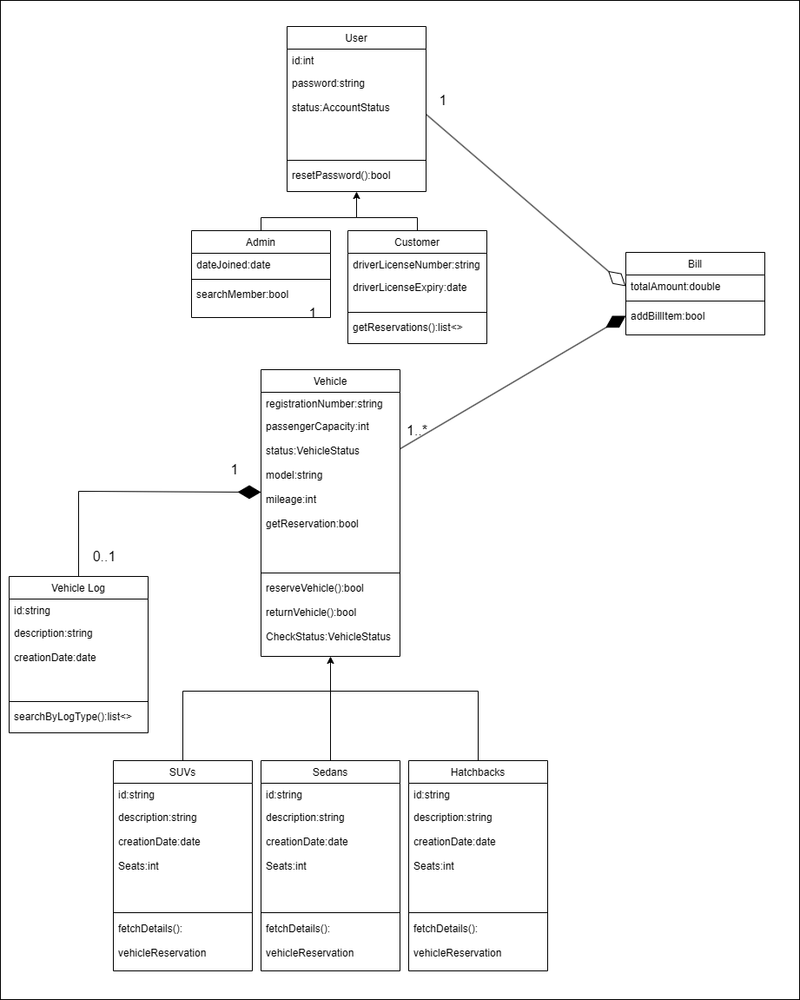 User
id:int
password:string
status:AccountStatus
resetPassword():bool
1
Admin
dateJoined:date
searchMember:bool
1
Customer
driverLicenseNumber:string
driverLicenseExpiry:date
getReservations():list<>
Bill
totalAmount:double
addBillItem:bool
Vehicle
registrationNumber:string
passengerCapacity:int
status:VehicleStatus
model:string
mileage:int
getReservation:bool
reserveVehicle():bool
returnVehicle():bool
CheckStatus:VehicleStatus
1..*
1
0..1
Vehicle Log
id:string
description:string
creationDate:date
searchByLogType():list<>
SUVs
id:string
description:string
creationDate:date
Seats:int
fetchDetails():
vehicleReservation
Sedans
id:string
description:string
creationDate:date
Seats:int
fetchDetails():
vehicleReservation
Hatchbacks
id:string
description:string
creationDate:date
Seats:int
fetchDetails():
vehicleReservation